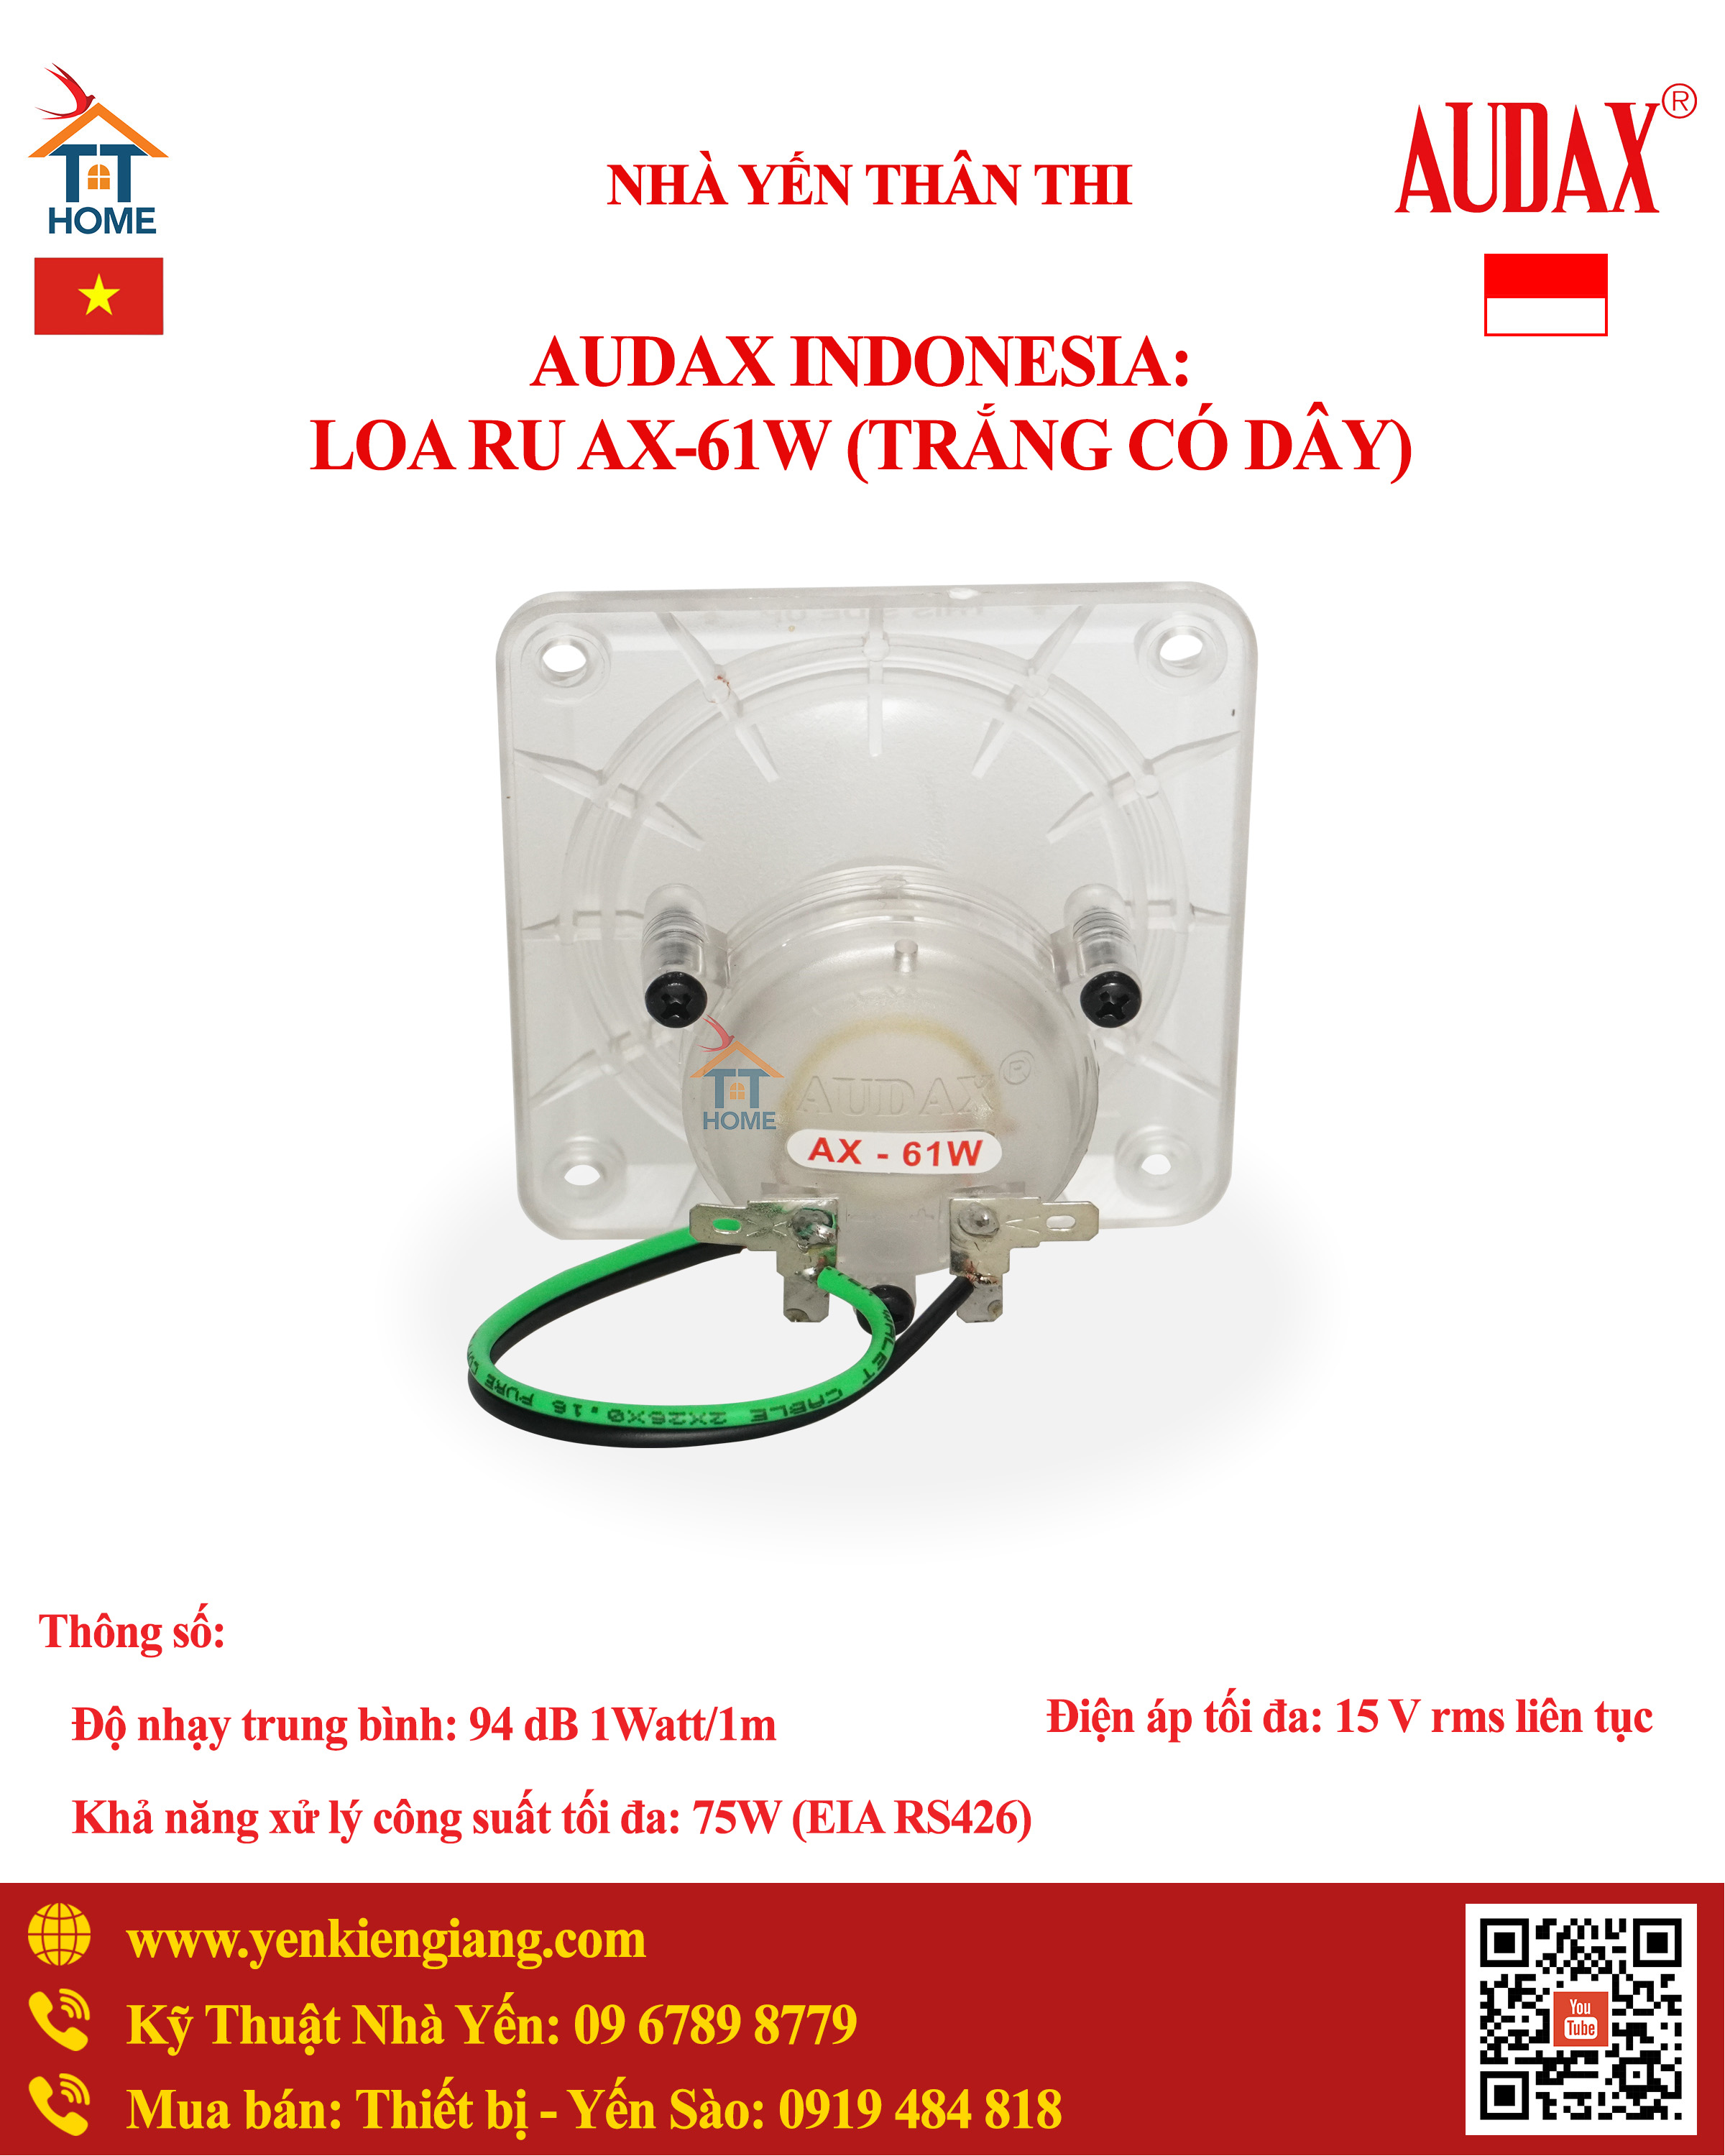 TT
HOME
NHÀ YẾN THÂN THI
AUDAX®
AUDAX INDONESIA:
LOA RU AX-61W (TRẮNG CÓ DÂY)
AUDAX®
TT
HOME
AX - 61W
WALET CABLE 2X26X0.16 PURE
Thông số:
Độ nhạy trung bình: 94 dB 1Watt/1m
Điện áp tối đa: 15 V rms liên tục
Khả năng xử lý công suất tối đa: 75W (EIA RS426)
www.yenkiengiang.com
Kỹ Thuật Nhà Yến: 09 6789 8779
Mua bán: Thiết bị - Yến Sào: 0919 484 818
You
Tube